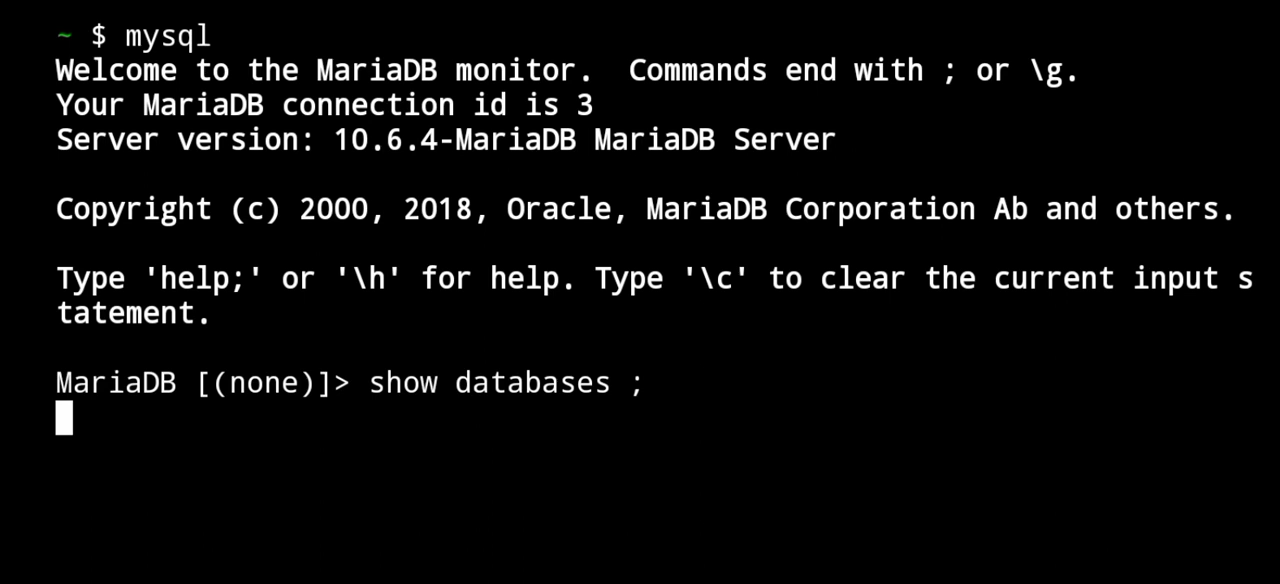 ~ $ mysql
Welcome to the MariaDB monitor.  Commands end with ; or \g.
Your MariaDB connection id is 3
Server version: 10.6.4-MariaDB MariaDB Server
Copyright (c) 2000, 2018, Oracle, MariaDB Corporation Ab and others.
Type 'help;' or '\h' for help. Type '\c' to clear the current input s
tatement.
MariaDB [(none)]> show databases ;